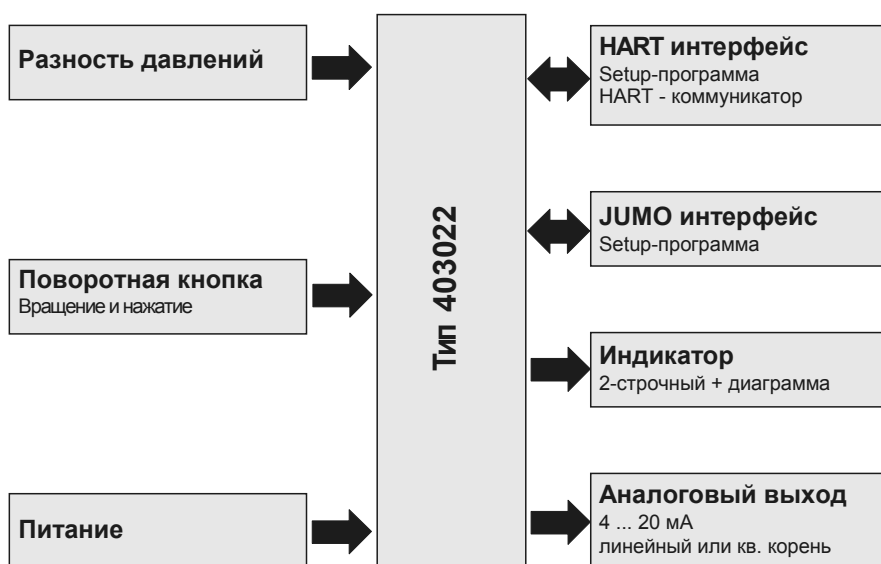 Разность давлений
Поворотная кнопка
Вращение и нажатие
Питание
Тип 403022
HART интерфейс
Setup-программа
HART - коммуникатор
JUMO интерфейс
Setup-программа
Индикатор
2-строчный + диаграмма
Аналоговый выход
4 ... 20 мА
линейный или кв. корень